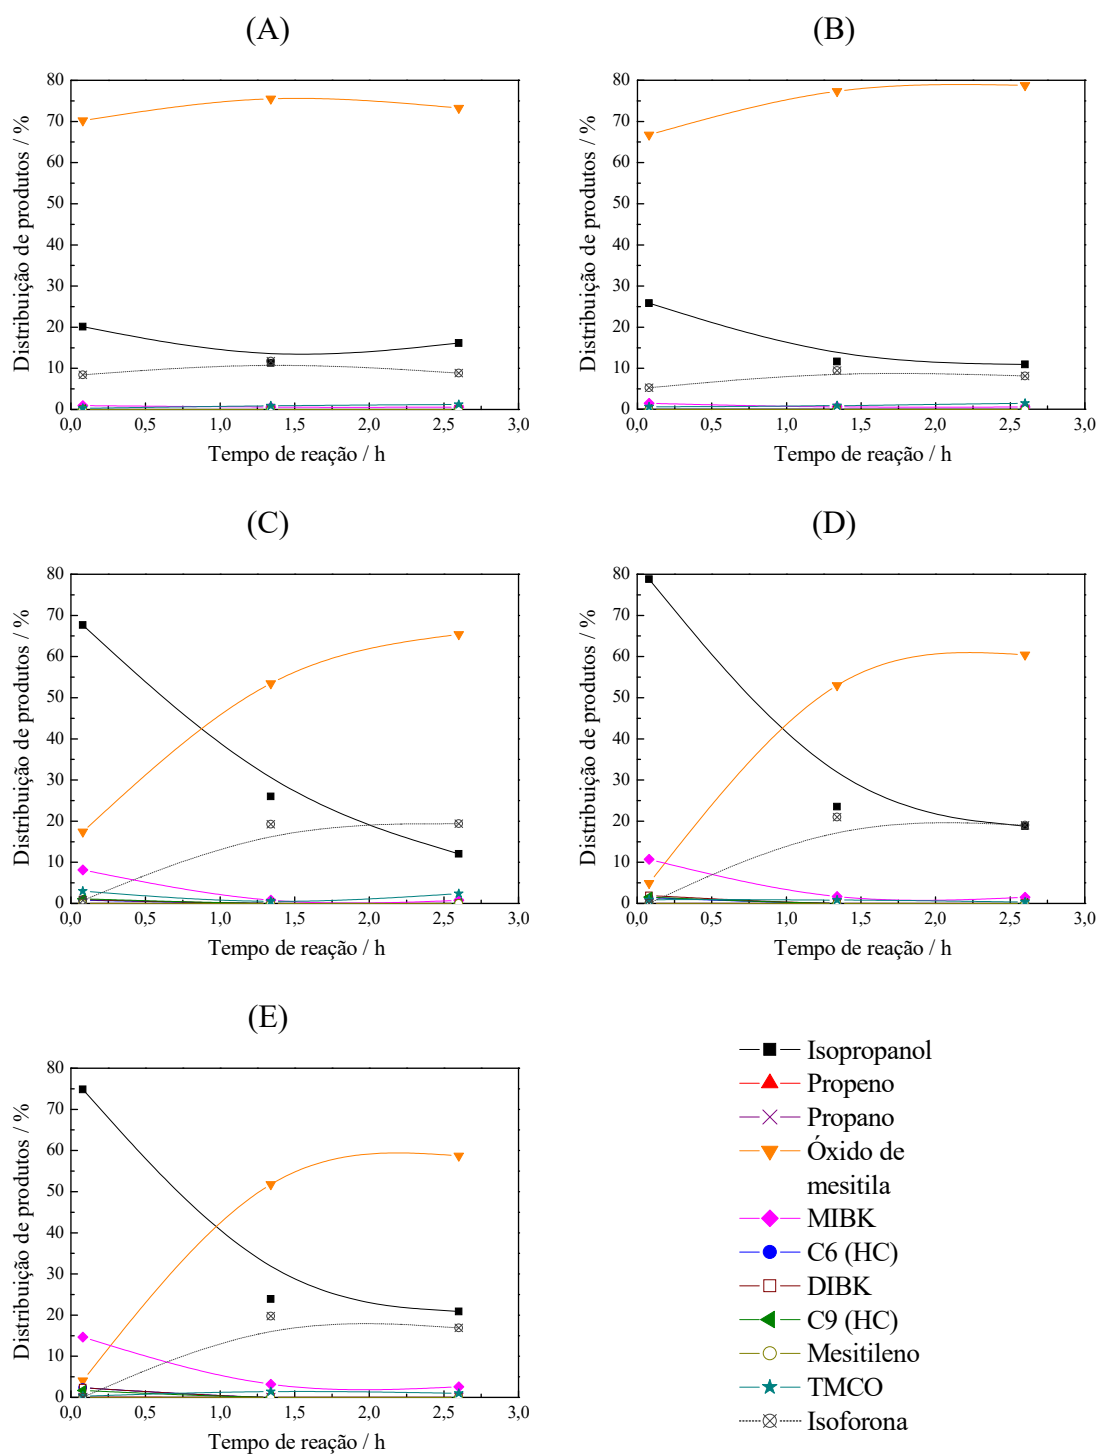 (A)
(B)
80
70
60
50
40
30
20
10
0
Distribuição de produtos / %
0,0 0,5 1,0 1,5 2,0 2,5 3,0
Tempo de reação / h
80
70
60
50
40
30
20
10
0
Distribuição de produtos / %
0,0 0,5 1,0 1,5 2,0 2,5 3,0
Tempo de reação / h
(C)
(D)
80
70
60
50
40
30
20
10
0
Distribuição de produtos / %
0,0 0,5 1,0 1,5 2,0 2,5 3,0
Tempo de reação / h
80
70
60
50
40
30
20
10
0
Distribuição de produtos / %
0,0 0,5 1,0 1,5 2,0 2,5 3,0
Tempo de reação / h
(E)
80
70
60
50
40
30
20
10
0
Distribuição de produtos / %
0,0 0,5 1,0 1,5 2,0 2,5 3,0
Tempo de reação / h
Isopropanol
Propeno
Propano
Óxido de
mesitila
MIBK
C6 (HC)
DIBK
C9 (HC)
Mesitileno
TMCO
Isoforona